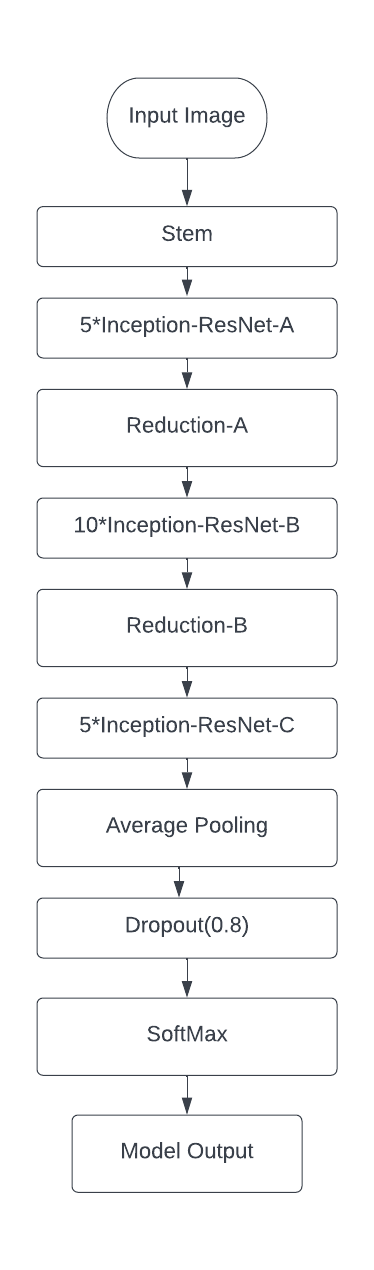 Input Image
Stem
5*Inception-ResNet-A
Reduction-A
10*Inception-ResNet-B
Reduction-B
5*Inception-ResNet-C
Average Pooling
Dropout(0.8)
SoftMax
Model Output